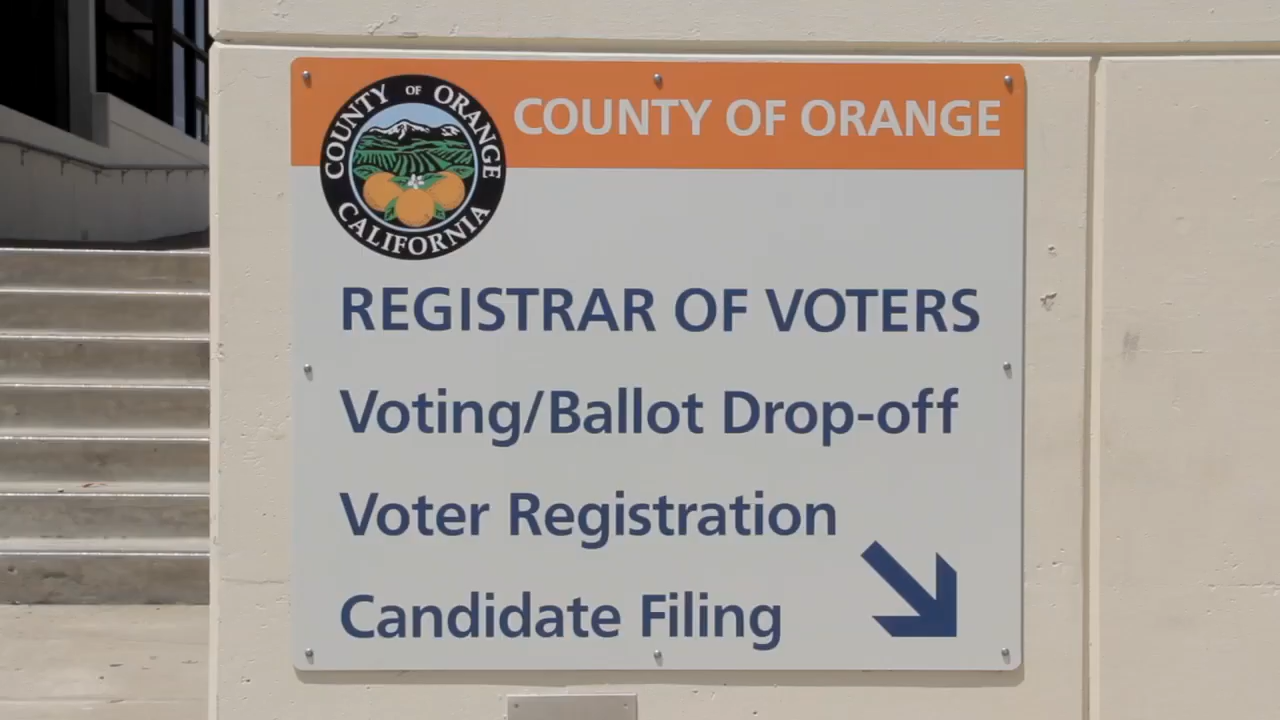 COUNTY OF ORANGE
CALIFORNIA
COUNTY OF ORANGE
REGISTRAR OF VOTERS
Voting/Ballot Drop-off
Voter Registration
Candidate Filing